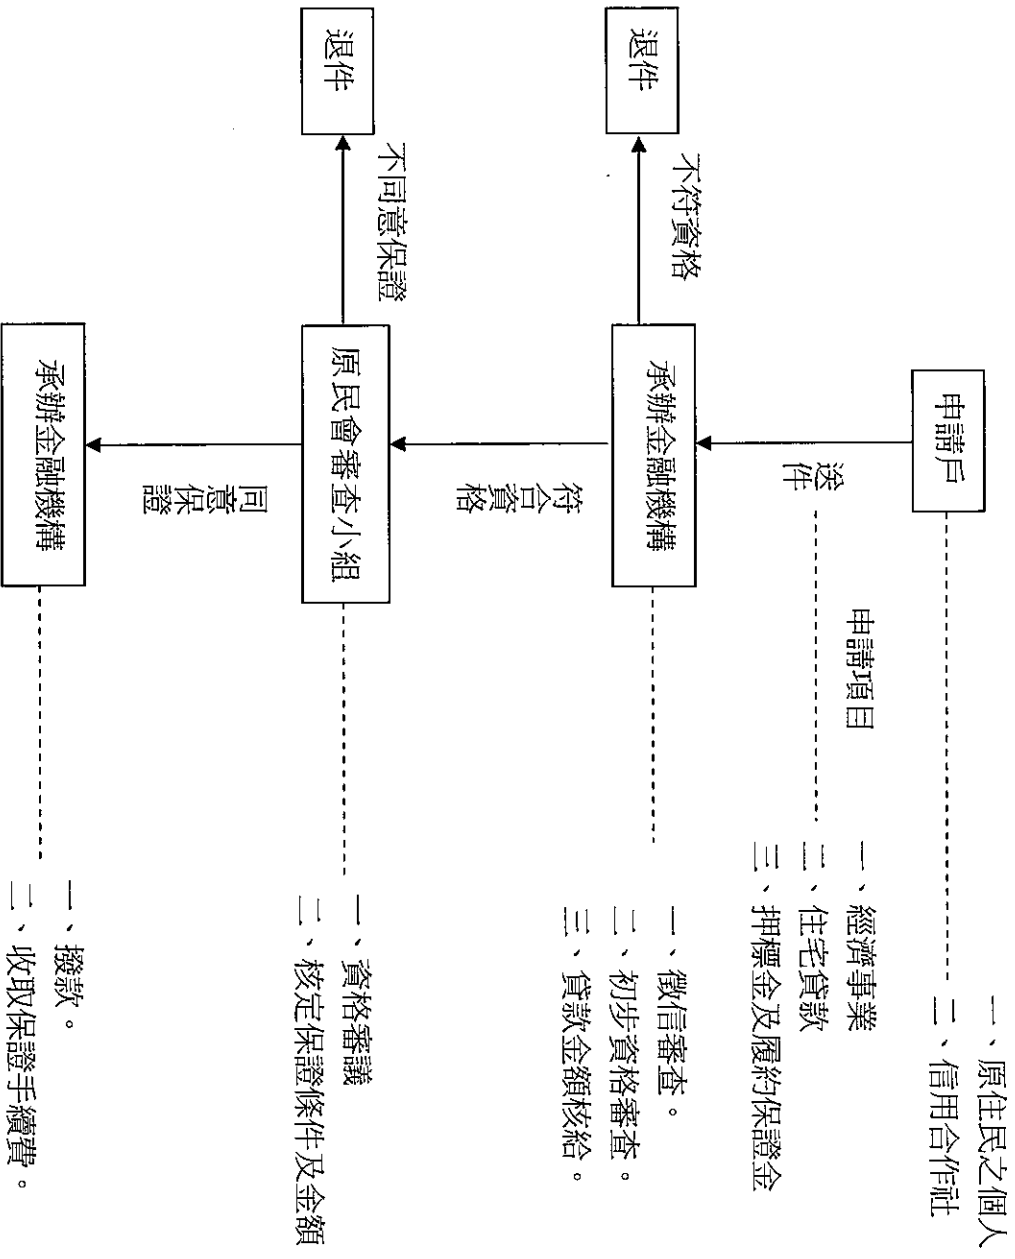 申請戶
一、原住民之個人
二、信用合作社
送件
申請項目
一、經濟事業
二、住宅貸款
三、押標金及履約保證金
承辦金融機構
一、徵信審查。
二、初步資格審查。
三、貸款金額核給。
不符資格
退件
符合資格
原民會審查小組
一、資格審議
二、核定保證條件及金額
不同意保證
退件
同意保證
承辦金融機構
一、撥款。
二、收取保證手續費。